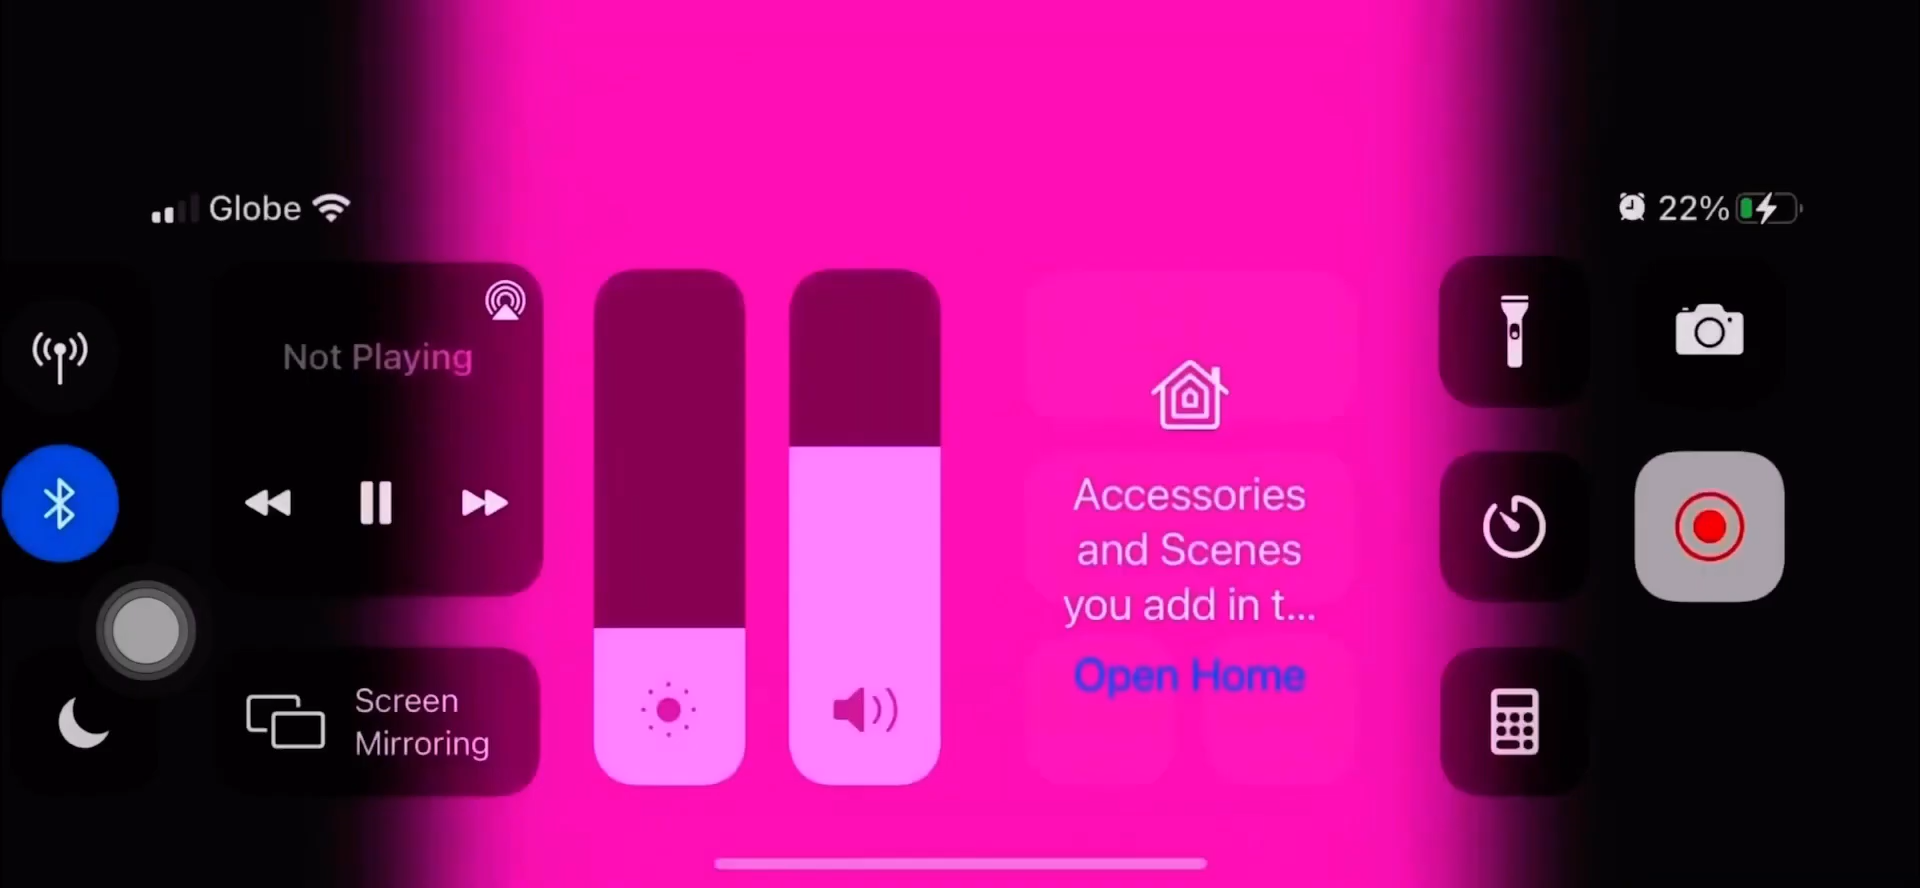 Globe
22%
Not Playing
Accessories
and Scenes
you add in t...
Open Home
Screen
Mirroring